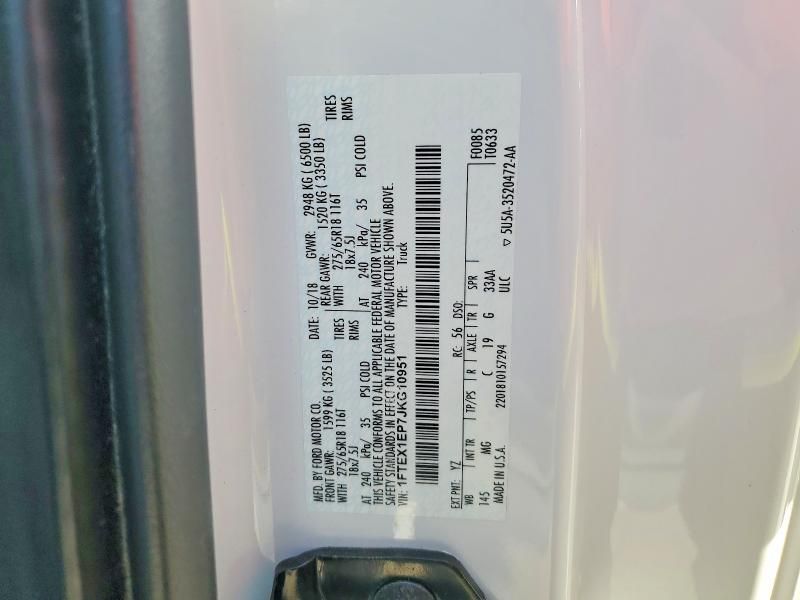 MFD. BY FORD MOTOR CO.
DATE: 10/18 GVWR: 2948 KG ( 6500 LB)
FRONT GAWR: 1599 KG ( 3525 LB) REAR GAWR: 1520 KG ( 3350 LB)
WITH 275/65R18 116T TIRES WITH 275/65R18 116T TIRES
18x7.5J RIMS 18x7.5J RIMS
AT 240 kPa/ 35 PSI COLD AT 240 kPa/ 35 PSI COLD
THIS VEHICLE CONFORMS TO ALL APPLICABLE FEDERAL MOTOR VEHICLE
SAFETY STANDARDS IN EFFECT ON THE DATE OF MANUFACTURE SHOWN ABOVE.
VIN: 1FTEX1EP7JKG10951 TYPE: Truck
F0085
T0633
EXT PNT: YZ RC: 56 DSO:
WB INT TR TP/PS R AXLE TR SPR
145 MG C 19 G 33AA
ULC
MADE IN U.S.A. 2201810157294 ▽ 5U5A-3520472-AA